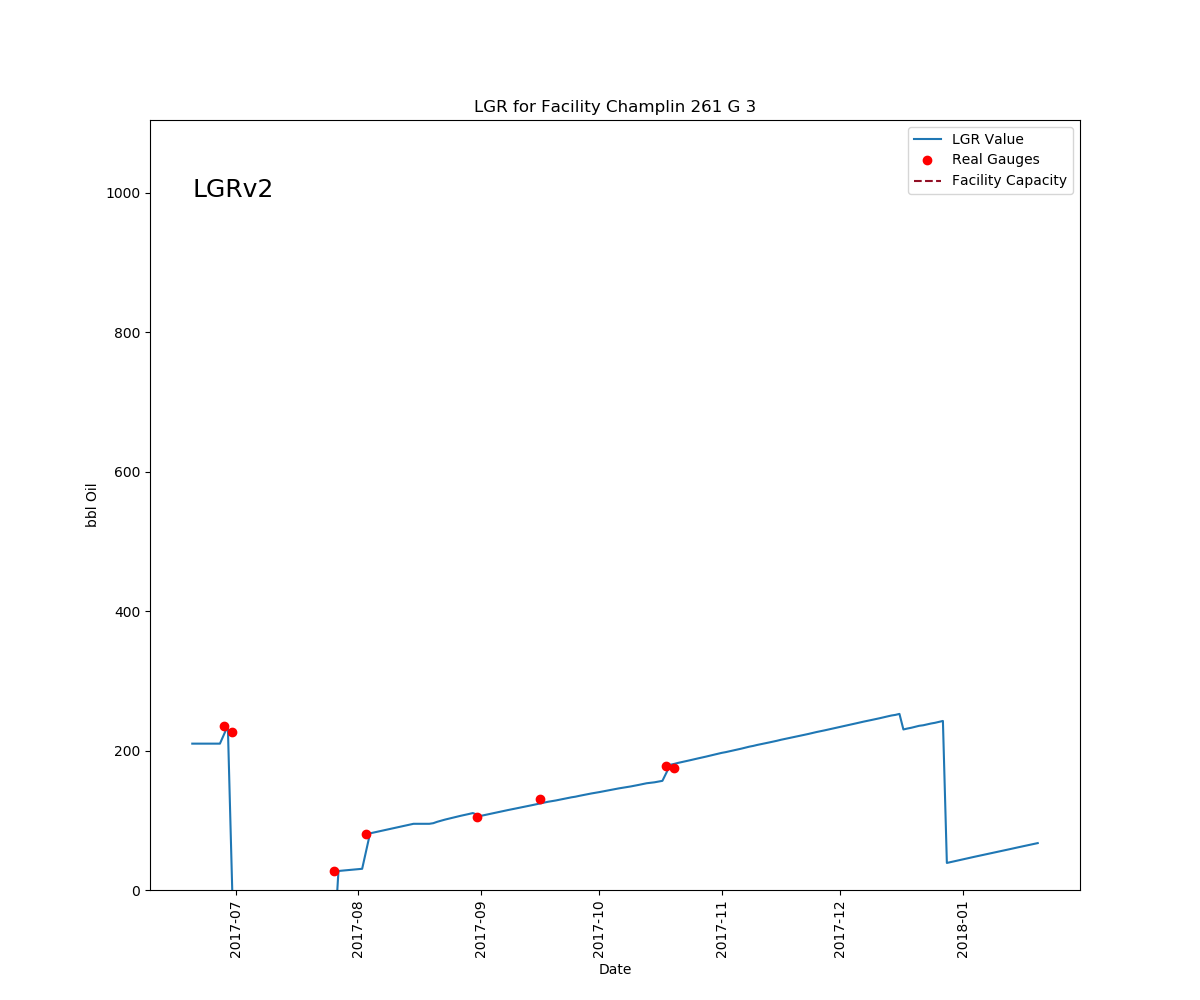 LGR for Facility Champlin 261 G 3
LGR Value
Real Gauges
Facility Capacity
LGRv2
1000
800
600
400
200
0
bbl Oil
2017-07
2017-08
2017-09
2017-10
2017-11
2017-12
2018-01
Date